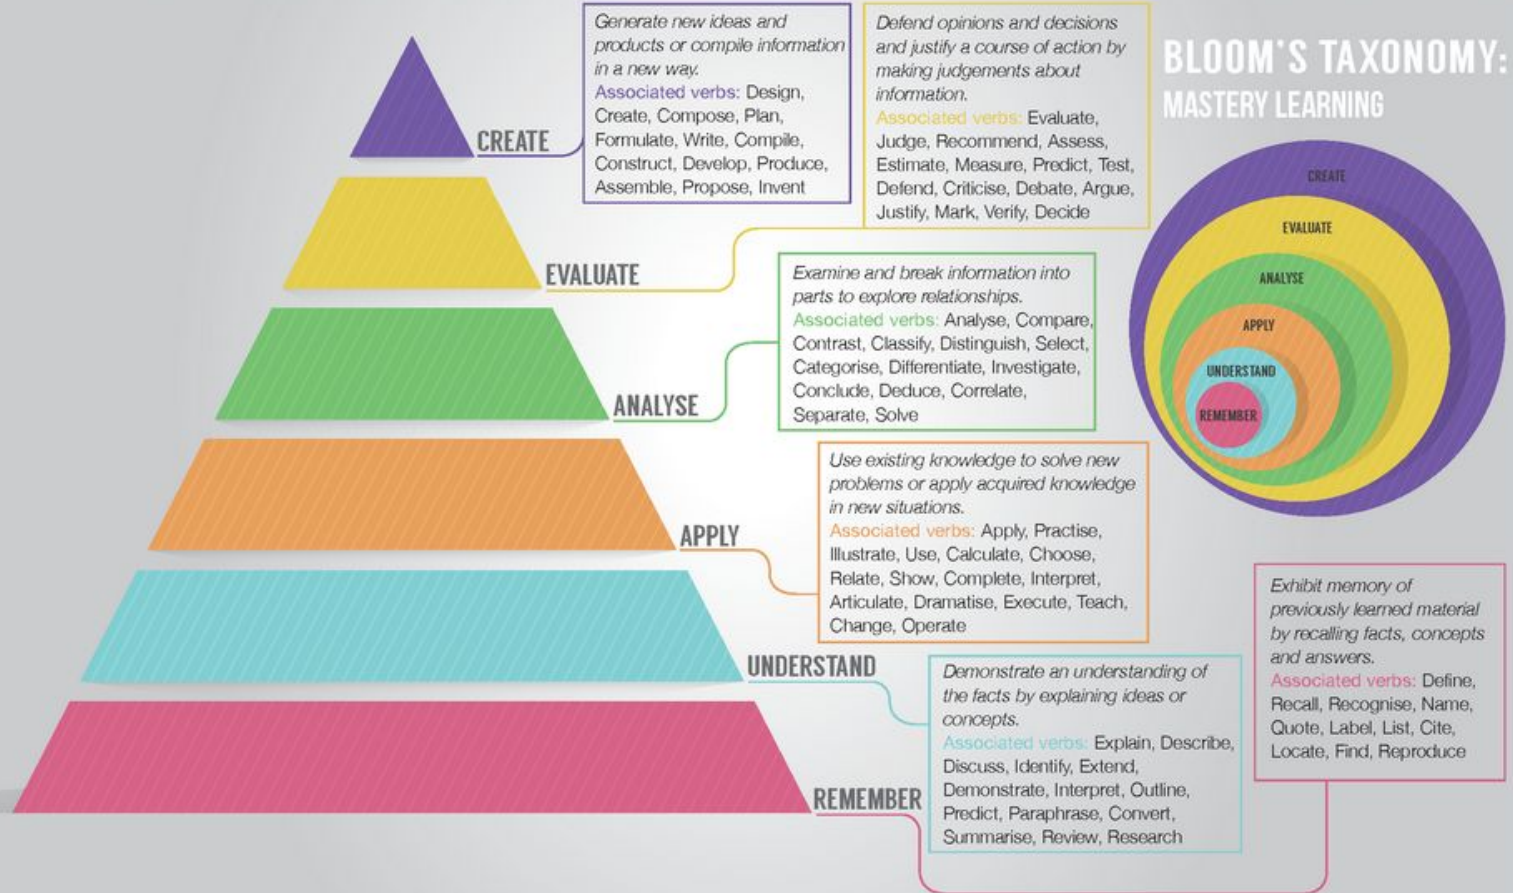 BLOOM'S TAXONOMY:
MASTERY LEARNING
CREATE
Generate new ideas and
products or compile information
in a new way.
Associated verbs: Design,
Create, Compose, Plan,
Formulate, Write, Compile,
Construct, Develop, Produce,
Assemble, Propose, Invent
EVALUATE
Defend opinions and decisions
and justify a course of action by
making judgements about
information.
Associated verbs: Evaluate,
Judge, Recommend, Assess,
Estimate, Measure, Predict, Test,
Defend, Criticise, Debate, Argue,
Justify, Mark, Verify, Decide
ANALYSE
Examine and break information into
parts to explore relationships.
Associated verbs: Analyse, Compare,
Contrast, Classify, Distinguish, Select,
Categorise, Differentiate, Investigate,
Conclude, Deduce, Correlate,
Separate, Solve
APPLY
Use existing knowledge to solve new
problems or apply acquired knowledge
in new situations.
Associated verbs: Apply, Practise,
Illustrate, Use, Calculate, Choose,
Relate, Show, Complete, Interpret,
Articulate, Dramatise, Execute, Teach,
Change, Operate
UNDERSTAND
Demonstrate an understanding of
the facts by explaining ideas or
concepts.
Associated verbs: Explain, Describe,
Discuss, Identify, Extend,
Demonstrate, Interpret, Outline,
Predict, Paraphrase, Convert,
Summarise, Review, Research
REMEMBER
Exhibit memory of
previously learned material
by recalling facts, concepts
and answers.
Associated verbs: Define,
Recall, Recognise, Name,
Quote, Label, List, Cite,
Locate, Find, Reproduce
CREATE
EVALUATE
ANALYSE
APPLY
UNDERSTAND
REMEMBER